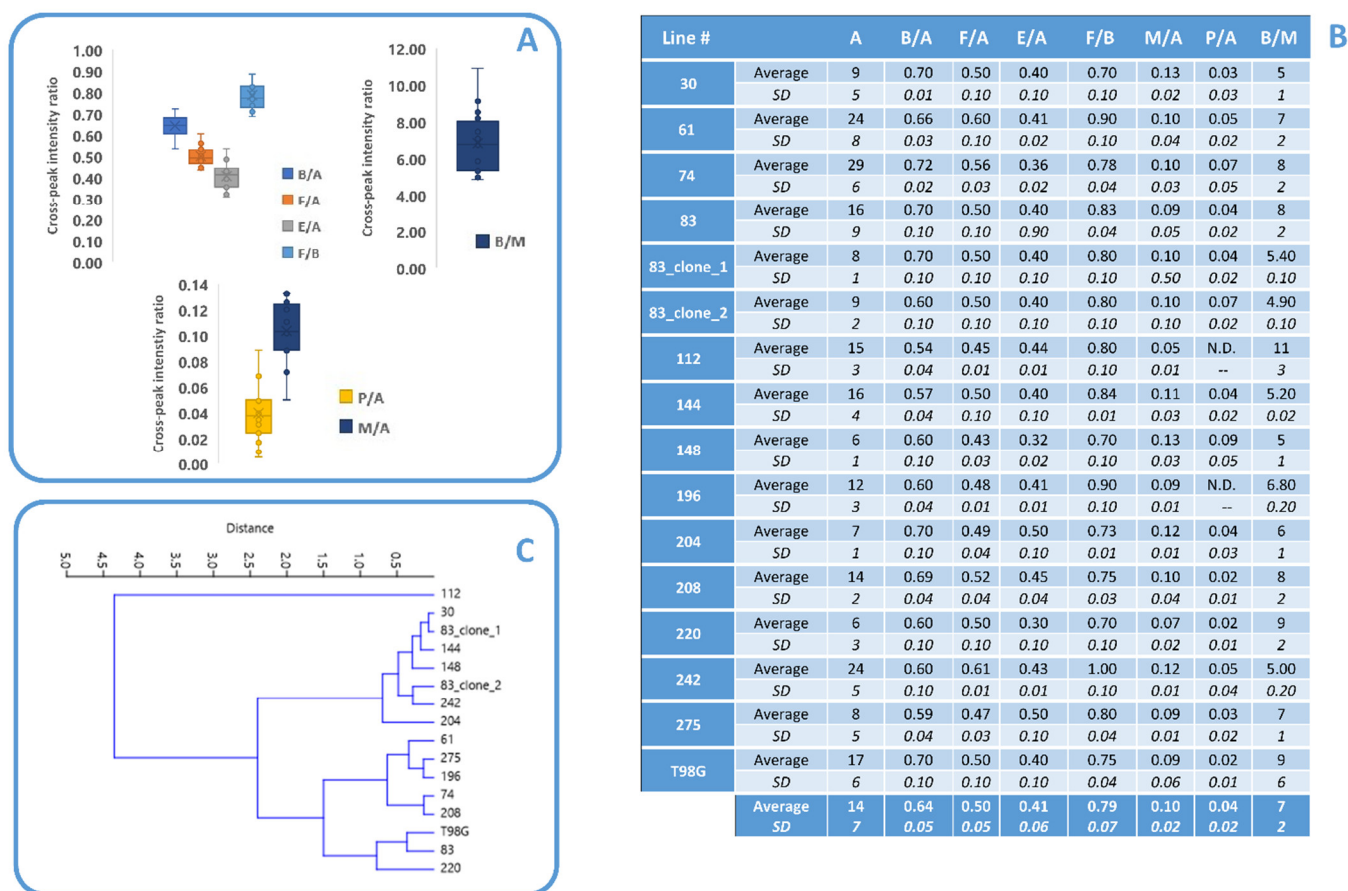 A
Cross-peak intensity ratio
1.00
0.90
0.80
0.70
0.60
0.50
0.40
0.30
0.20
0.10
0.00
B/A
F/A
E/A
F/B
Cross-peak intensity ratio
12.00
10.00
8.00
6.00
4.00
2.00
0.00
B/M
Cross-peak intenstiy ratio
0.14
0.12
0.10
0.08
0.06
0.04
0.02
0.00
P/A
M/A
B
Line # A B/A F/A E/A F/B M/A P/A B/M
30 Average 9 0.70 0.50 0.40 0.70 0.13 0.03 5
SD 5 0.01 0.10 0.10 0.10 0.02 0.03 1
61 Average 24 0.66 0.60 0.41 0.90 0.10 0.05 7
SD 8 0.03 0.10 0.02 0.10 0.04 0.02 2
74 Average 29 0.72 0.56 0.36 0.78 0.10 0.07 8
SD 6 0.02 0.03 0.02 0.04 0.03 0.05 2
83 Average 16 0.70 0.50 0.40 0.83 0.09 0.04 8
SD 9 0.10 0.10 0.90 0.04 0.05 0.02 2
83_clone_1 Average 8 0.70 0.50 0.40 0.80 0.10 0.04 5.40
SD 1 0.10 0.10 0.10 0.10 0.50 0.02 0.10
83_clone_2 Average 9 0.60 0.50 0.40 0.80 0.10 0.07 4.90
SD 2 0.10 0.10 0.10 0.10 0.10 0.02 0.10
112 Average 15 0.54 0.45 0.44 0.80 0.05 N.D. 11
SD 3 0.04 0.01 0.01 0.10 0.01 -- 3
144 Average 16 0.57 0.50 0.40 0.84 0.11 0.04 5.20
SD 4 0.04 0.10 0.10 0.01 0.03 0.02 0.02
148 Average 6 0.60 0.43 0.32 0.70 0.13 0.09 5
SD 1 0.10 0.03 0.02 0.10 0.03 0.05 1
196 Average 12 0.60 0.48 0.41 0.90 0.09 N.D. 6.80
SD 3 0.04 0.01 0.01 0.10 0.01 -- 0.20
204 Average 7 0.70 0.49 0.50 0.73 0.12 0.04 6
SD 1 0.10 0.04 0.10 0.01 0.01 0.03 1
208 Average 14 0.69 0.52 0.45 0.75 0.10 0.02 8
SD 2 0.04 0.04 0.04 0.03 0.04 0.01 2
220 Average 6 0.60 0.50 0.30 0.70 0.07 0.02 9
SD 3 0.10 0.10 0.10 0.10 0.02 0.01 2
242 Average 24 0.60 0.61 0.43 1.00 0.12 0.05 5.00
SD 5 0.10 0.01 0.01 0.10 0.01 0.04 0.20
275 Average 8 0.59 0.47 0.50 0.80 0.09 0.03 7
SD 5 0.04 0.03 0.10 0.04 0.01 0.02 1
T98G Average 17 0.70 0.50 0.40 0.75 0.09 0.02 9
SD 6 0.10 0.10 0.10 0.04 0.06 0.01 6
Average 14 0.64 0.50 0.41 0.79 0.10 0.04 7
SD 7 0.05 0.05 0.06 0.07 0.02 0.02 2
C
Distance
5.0 4.5 4.0 3.5 3.0 2.5 2.0 1.5 1.0 0.5
112
30
83_clone_1
144
148
83_clone_2
242
204
61
275
196
74
208
T98G
83
220